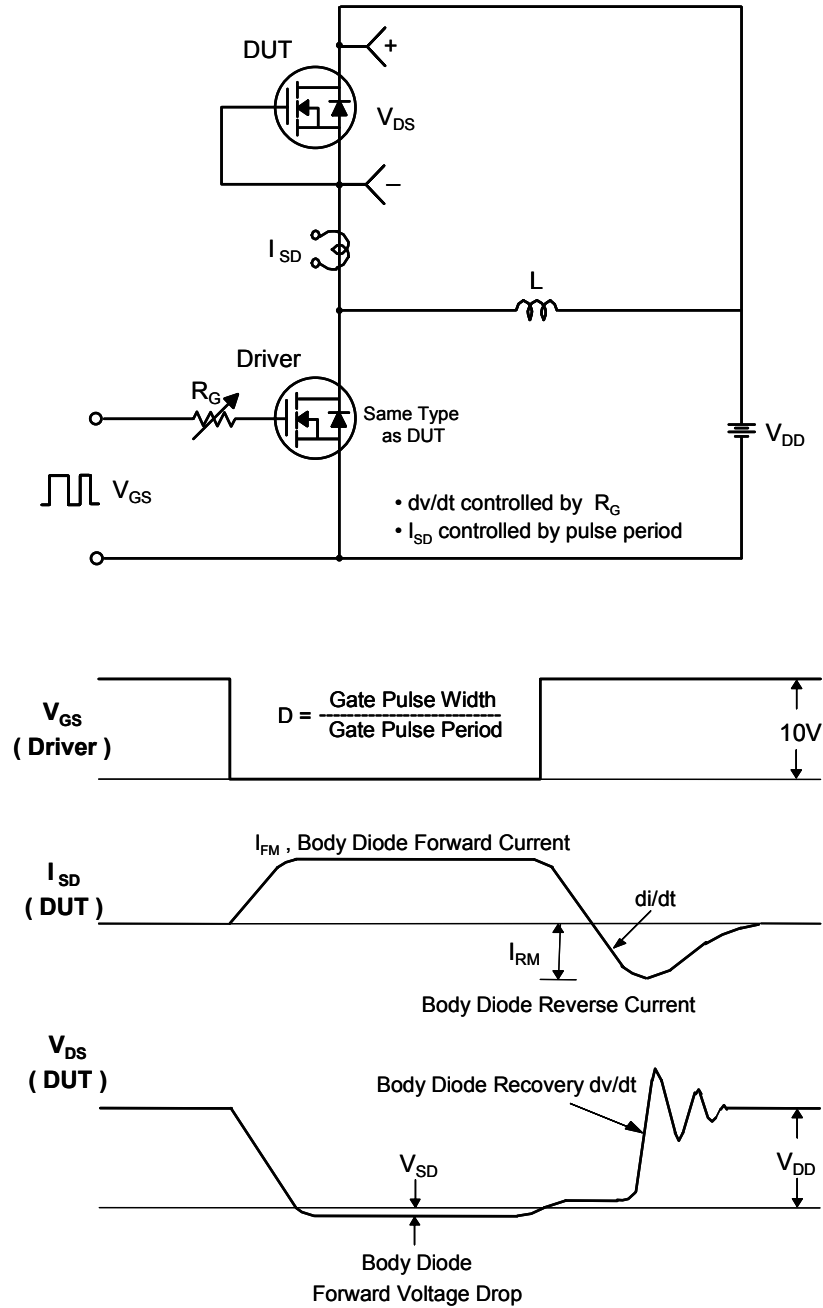 DUT
+
V_DS
–
I_SD
L
Driver
R_G
Same Type
as DUT
V_DD
V_GS
• dv/dt controlled by R_G
• I_SD controlled by pulse period
V_GS
( Driver )
D = Gate Pulse Width
Gate Pulse Period
10V
I_FM , Body Diode Forward Current
I_SD
( DUT )
di/dt
I_RM
Body Diode Reverse Current
V_DS
( DUT )
Body Diode Recovery dv/dt
V_SD
V_DD
Body Diode
Forward Voltage Drop